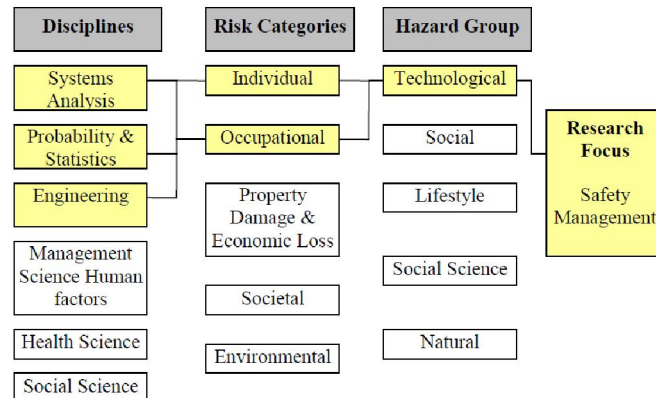 Disciplines
Systems
Analysis
Probability &
Statistics
Engineering
Management
Science Human
factors
Health Science
Social Science
Risk Categories
Individual
Occupational
Property
Damage &
Economic Loss
Societal
Environmental
Hazard Group
Technological
Social
Lifestyle
Social Science
Natural
Research
Focus
Safety
Management